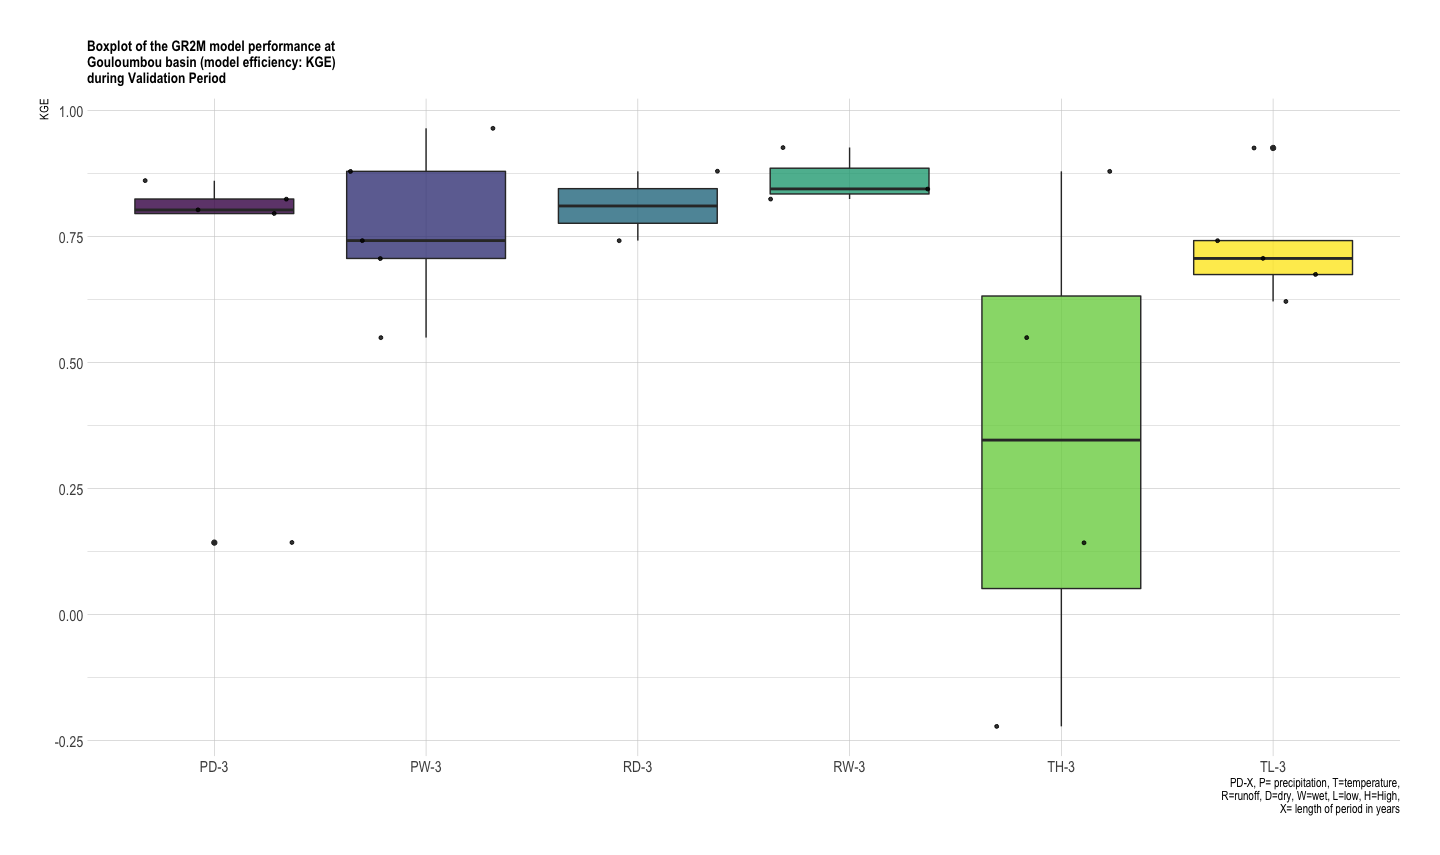 Boxplot of the GR2M model performance at
Gouloumbou basin (model efficiency: KGE)
during Validation Period
KGE
1.00
0.75
0.50
0.25
0.00
-0.25
PD-3 PW-3 RD-3 RW-3 TH-3 TL-3
PD-X, P= precipitation, T=temperature,
R=runoff, D=dry, W=wet, L=low, H=High,
X= length of period in years